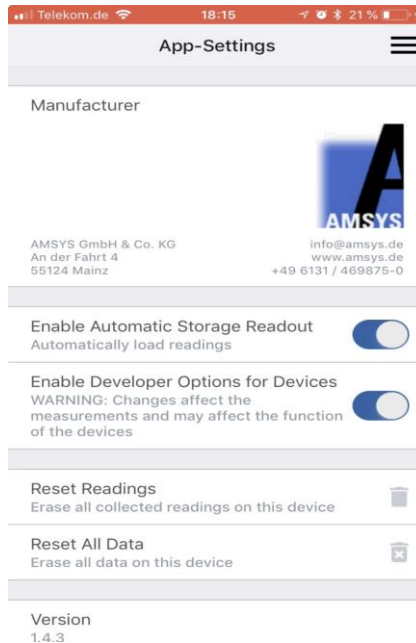 Telekom.de 18:15 21 %
App-Settings
Manufacturer
AMSYS
AMSYS GmbH & Co. KG info@amsys.de
An der Fahrt 4 www.amsys.de
55124 Mainz +49 6131 / 469875-0
Enable Automatic Storage Readout
Automatically load readings
Enable Developer Options for Devices
WARNING: Changes affect the
measurements and may affect the function
of the devices
Reset Readings
Erase all collected readings on this device
Reset All Data
Erase all data on this device
Version
1.4.3